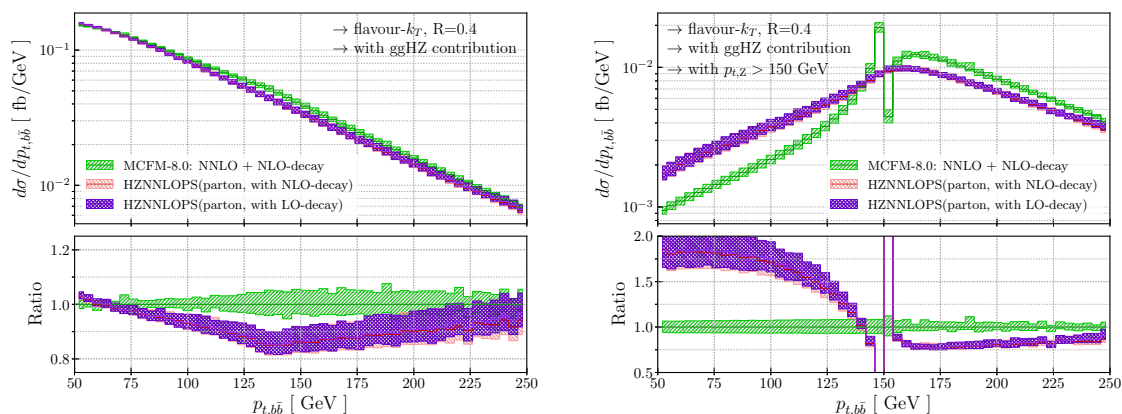 dσ/dp_{t,bb̄} [ fb/GeV]
10⁻¹
10⁻²
→ flavour-k_T, R=0.4
→ with ggHZ contribution
MCFM-8.0: NNLO + NLO-decay
HZNNLOPS(parton, with NLO-decay)
HZNNLOPS(parton, with LO-decay)
Ratio
1.2
1.0
0.8
50 75 100 125 150 175 200 225 250
p_{t,bb̄} [ GeV]
dσ/dp_{t,bb̄} [ fb/GeV]
10⁻²
10⁻³
→ flavour-k_T, R=0.4
→ with ggHZ contribution
→ with p_{t,Z} > 150 GeV
MCFM-8.0: NNLO + NLO-decay
HZNNLOPS(parton, with NLO-decay)
HZNNLOPS(parton, with LO-decay)
Ratio
2.0
1.5
1.0
0.5
50 75 100 125 150 175 200 225 250
p_{t,bb̄} [ GeV]